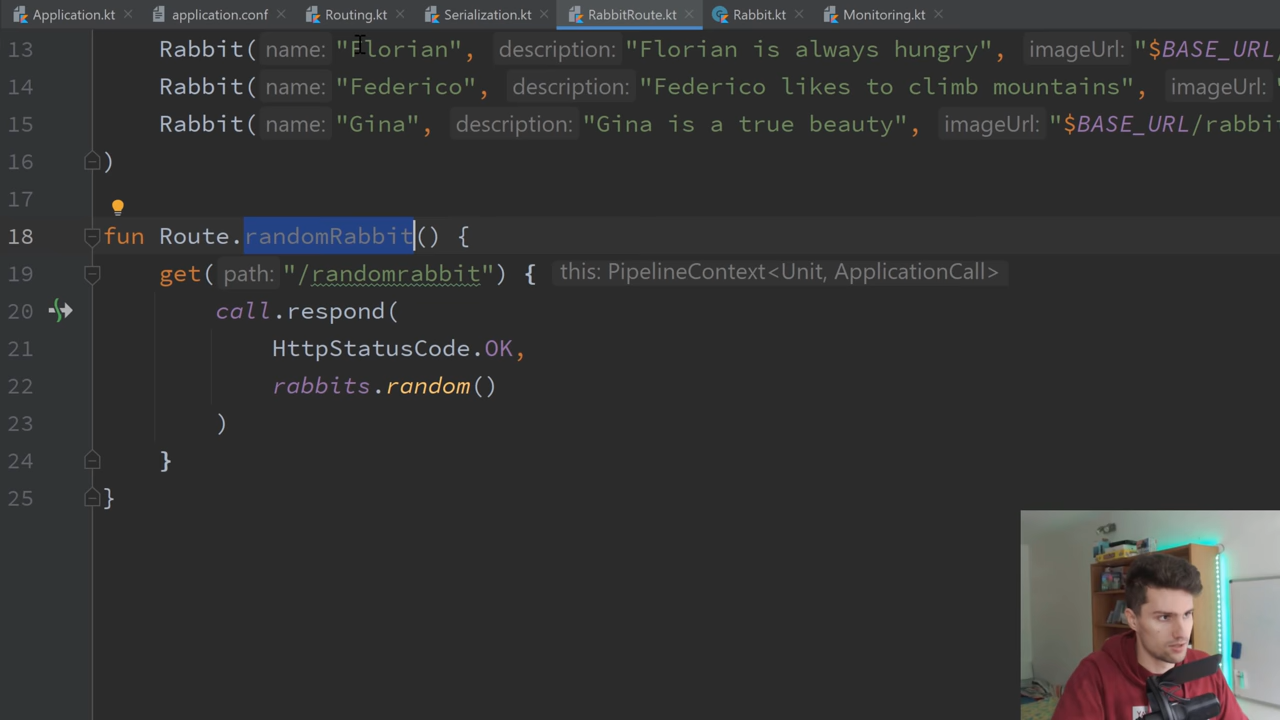 Application.kt application.conf Routing.kt Serialization.kt RabbitRoute.kt Rabbit.kt Monitoring.kt
13 Rabbit( name: "Florian", description: "Florian is always hungry", imageUrl: "$BASE_URL
14 Rabbit( name: "Federico", description: "Federico likes to climb mountains", imageUrl: "
15 Rabbit( name: "Gina", description: "Gina is a true beauty", imageUrl: "$BASE_URL/rabbi
16 )
17
18 fun Route.randomRabbit() {
19 get( path: "/randomrabbit") { this: PipelineContext<Unit, ApplicationCall>
20 call.respond(
21 HttpStatusCode.OK,
22 rabbits.random()
23 )
24 }
25 }